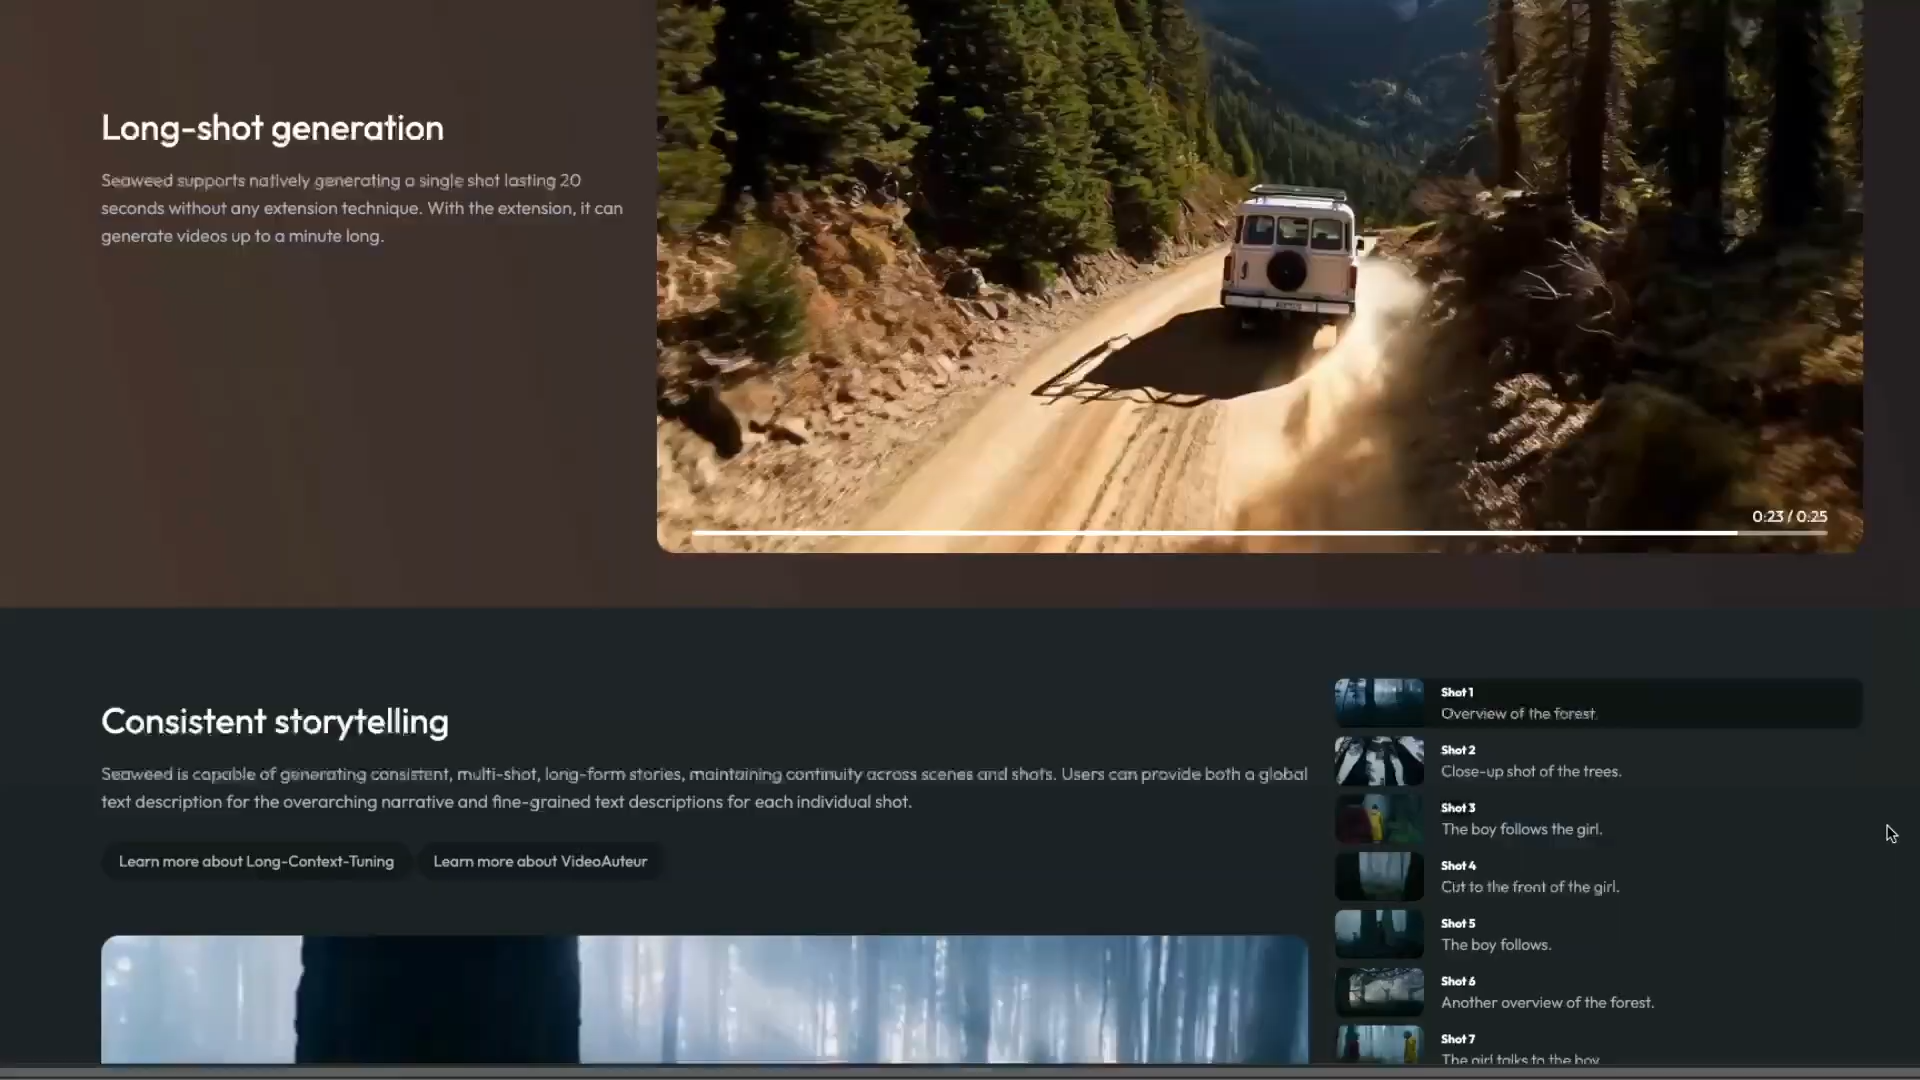 Long-shot generation
Seaweed supports natively generating a single shot lasting 20
seconds without any extension technique. With the extension, it can
generate videos up to a minute long.
0:23 / 0:25
Consistent storytelling
Seaweed is capable of generating consistent, multi-shot, long-form stories, maintaining continuity across scenes and shots. Users can provide both a global
text description for the overarching narrative and fine-grained text descriptions for each individual shot.
Learn more about Long-Context-Tuning
Learn more about VideoAuteur
Shot 1
Overview of the forest.
Shot 2
Close-up shot of the trees.
Shot 3
The boy follows the girl.
Shot 4
Cut to the front of the girl.
Shot 5
The boy follows.
Shot 6
Another overview of the forest.
Shot 7
The girl talks to the boy